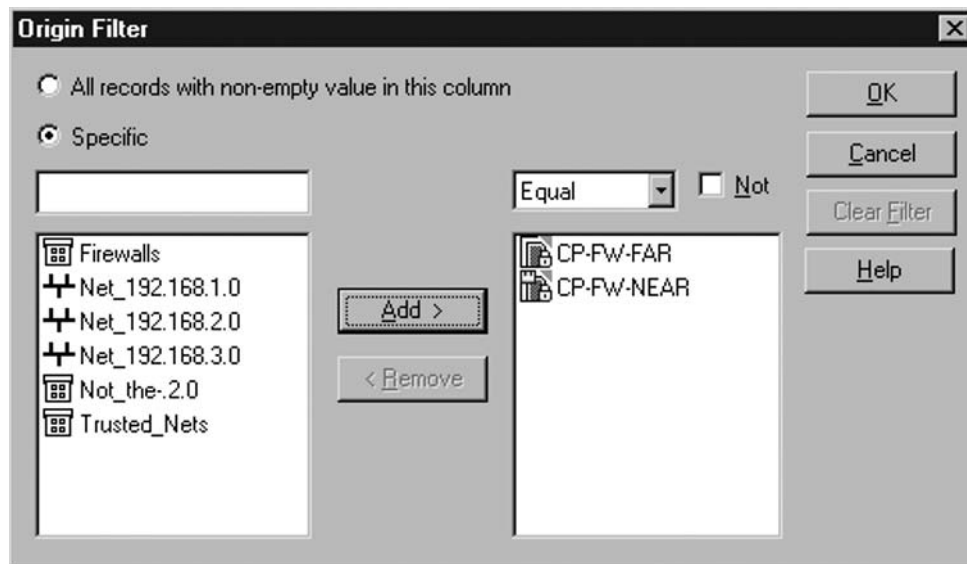 Origin Filter
All records with non-empty value in this column
Specific
OK
Cancel
Clear Filter
Help
Equal
Not
Firewalls
Net_192.168.1.0
Net_192.168.2.0
Net_192.168.3.0
Not_the-.2.0
Trusted_Nets
Add >
< Remove
CP-FW-FAR
CP-FW-NEAR